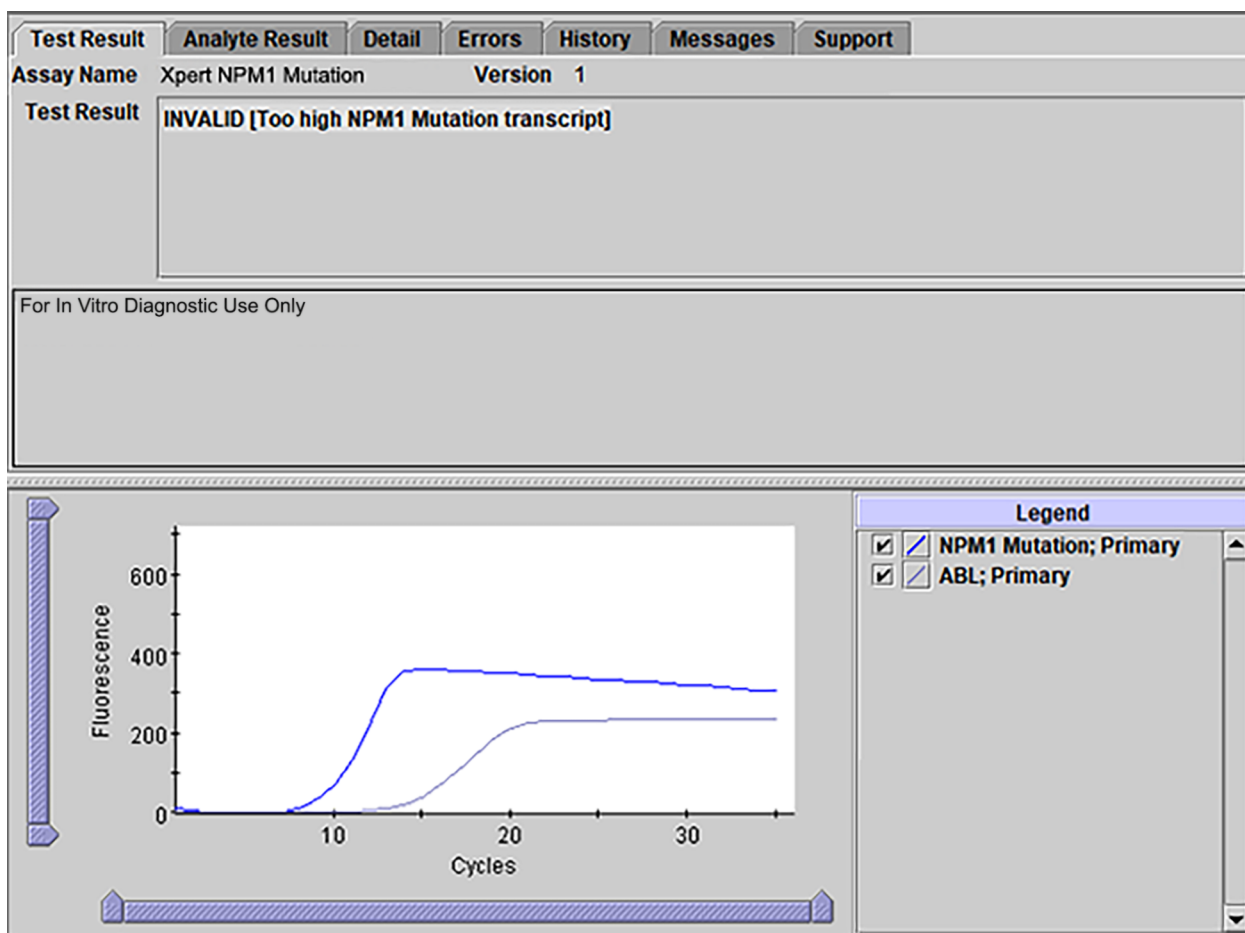 Test Result Analyte Result Detail Errors History Messages Support
Assay Name Xpert NPM1 Mutation Version 1
Test Result INVALID [Too high NPM1 Mutation transcript]
For In Vitro Diagnostic Use Only
Legend
NPM1 Mutation; Primary
ABL; Primary
Fluorescence
600
400
200
0
10 20 30
Cycles